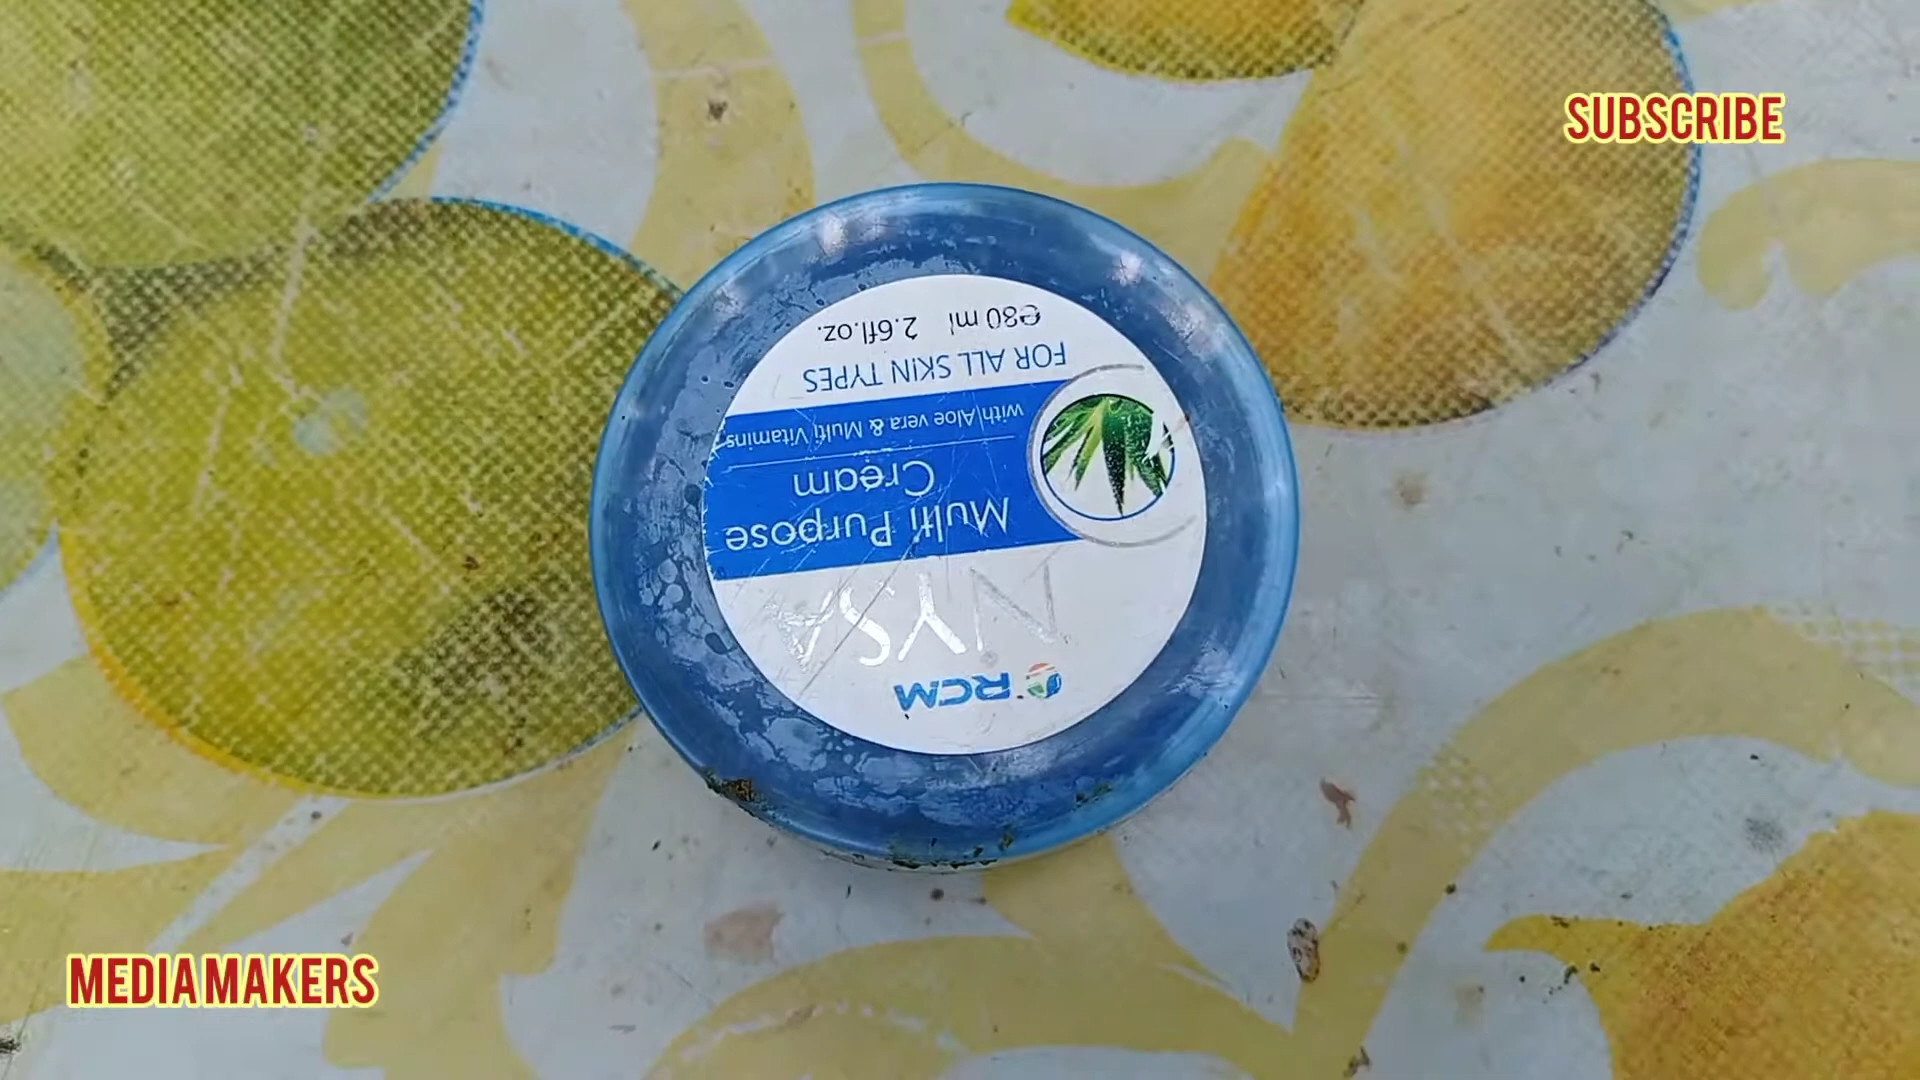 SUBSCRIBE
RCM
NYSA
Multi Purpose
Cream
with Aloe vera & Multi Vitamins
FOR ALL SKIN TYPES
℮80 ml 2.6fl.oz.
MEDIA MAKERS